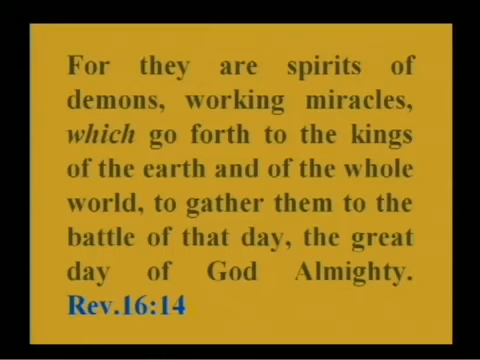 For they are spirits of
demons, working miracles,
which go forth to the kings
of the earth and of the whole
world, to gather them to the
battle of that day, the great
day of God Almighty.
Rev.16:14